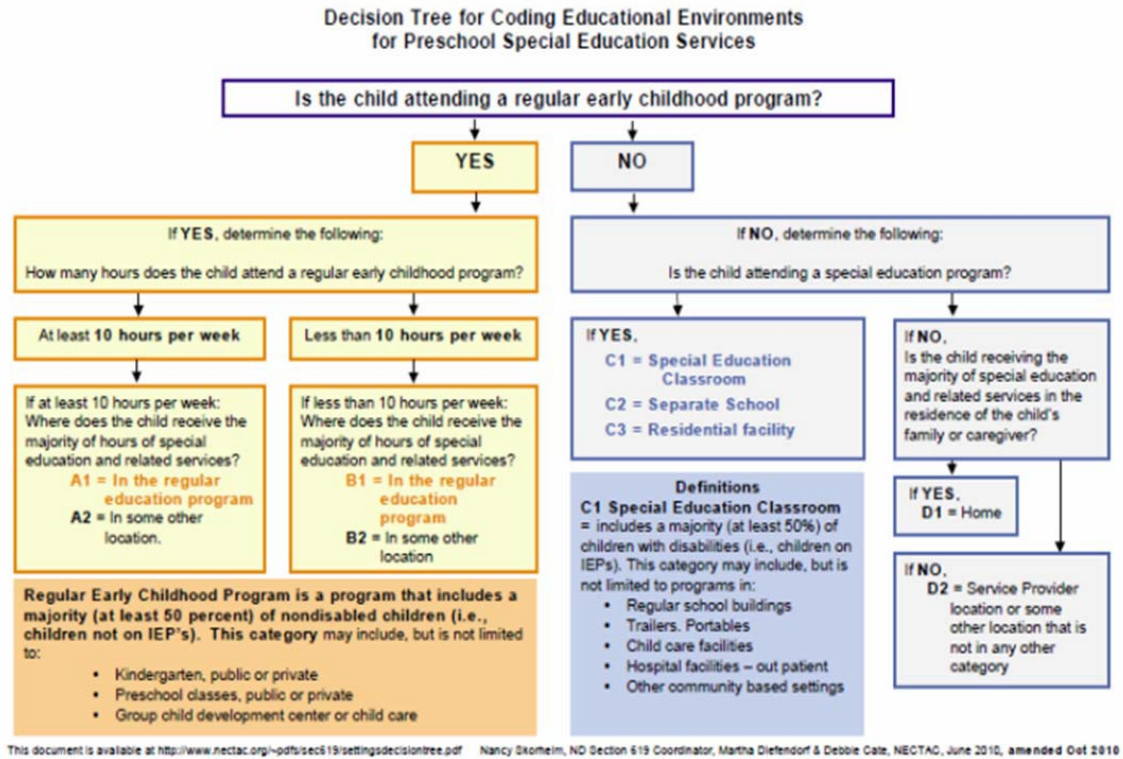 Decision Tree for Coding Educational Environments
for Preschool Special Education Services
Is the child attending a regular early childhood program?
YES
NO
If YES, determine the following:
How many hours does the child attend a regular early childhood program?
If NO, determine the following:
Is the child attending a special education program?
At least 10 hours per week
Less than 10 hours per week
If at least 10 hours per week:
Where does the child receive the
majority of hours of special
education and related services?
A1 = In the regular
education program
A2 = In some other
location.
If less than 10 hours per week:
Where does the child receive the
majority of hours of special
education and related services?
B1 = In the regular
education
program
B2 = In some other
location
If YES,
C1 = Special Education
Classroom
C2 = Separate School
C3 = Residential facility
If NO,
Is the child receiving the
majority of special education
and related services in the
residence of the child's
family or caregiver?
If YES,
D1 = Home
If NO,
D2 = Service Provider
location or some
other location that is
not in any other
category
Regular Early Childhood Program is a program that includes a
majority (at least 50 percent) of nondisabled children (i.e.,
children not on IEP's). This category may include, but is not limited
to:
• Kindergarten, public or private
• Preschool classes, public or private
• Group child development center or child care
Definitions
C1 Special Education Classroom
= includes a majority (at least 50%) of
children with disabilities (i.e., children on
IEPs). This category may include, but is
not limited to programs in:
• Regular school buildings
• Trailers. Portables
• Child care facilities
• Hospital facilities – out patient
• Other community based settings
This document is available at http://www.nectac.org/~pdfs/sec619/settingsdecisiontree.pdf Nancy Skorheim, ND Section 619 Coordinator, Martha Diefendorf & Debbie Cate, NECTAC, June 2010, amended Oct 2010